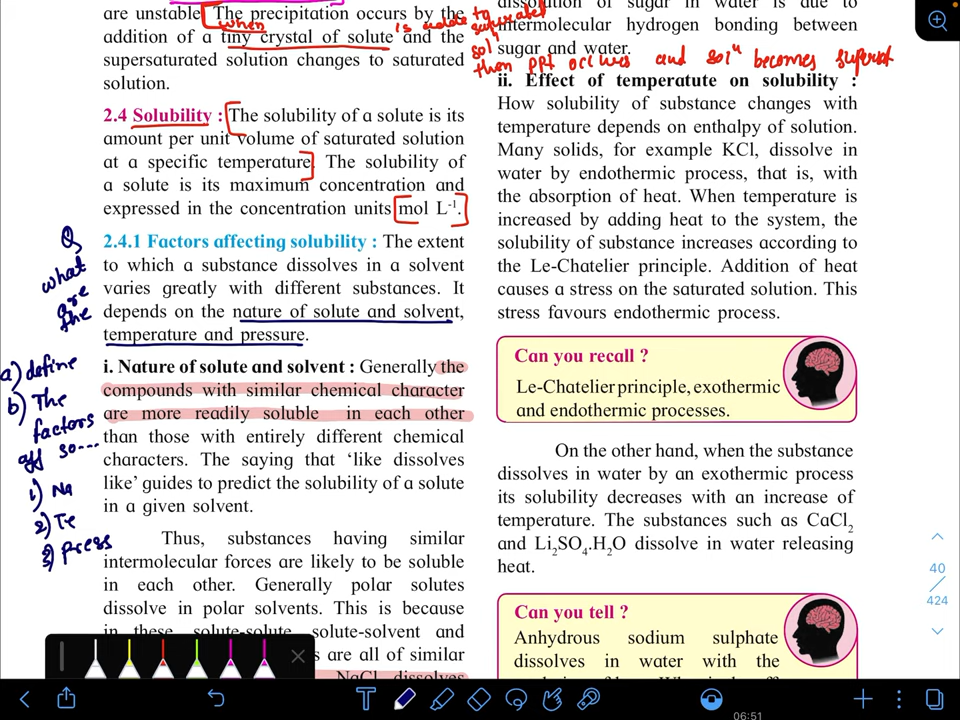 are unstable. The precipitation occurs by the
when
addition of a tiny crystal of solute and the
is made to supersaturated
solⁿ
then ppt occurs and solⁿ becomes supersat
supersaturated solution changes to saturated
solution.
2.4 Solubility : The solubility of a solute is its
amount per unit volume of saturated solution
at a specific temperature. The solubility of
a solute is its maximum concentration and
expressed in the concentration units mol L⁻¹.
2.4.1 Factors affecting solubility : The extent
to which a substance dissolves in a solvent
varies greatly with different substances. It
depends on the nature of solute and solvent,
temperature and pressure.
Q
what
are
the
a) define
b) The
factors
aff so....
1) Na
2) Te
3) press
i. Nature of solute and solvent : Generally the
compounds with similar chemical character
are more readily soluble in each other
than those with entirely different chemical
characters. The saying that ‘like dissolves
like’ guides to predict the solubility of a solute
in a given solvent.
Thus, substances having similar
intermolecular forces are likely to be soluble
in each other. Generally polar solutes
dissolve in polar solvents. This is because
in these solute-solute, solute-solvent and
s are all of similar
NaCl dissolves
dissolution of sugar in water is due to
intermolecular hydrogen bonding between
sugar and water.
ii. Effect of temperatute on solubility :
How solubility of substance changes with
temperature depends on enthalpy of solution.
Many solids, for example KCl, dissolve in
water by endothermic process, that is, with
the absorption of heat. When temperature is
increased by adding heat to the system, the
solubility of substance increases according to
the Le-Chatelier principle. Addition of heat
causes a stress on the saturated solution. This
stress favours endothermic process.
Can you recall ?
Le-Chatelier principle, exothermic
and endothermic processes.
On the other hand, when the substance
dissolves in water by an exothermic process
its solubility decreases with an increase of
temperature. The substances such as CaCl₂
and Li₂SO₄.H₂O dissolve in water releasing
heat.
Can you tell ?
Anhydrous sodium sulphate
dissolves in water with the
40
424
06:51